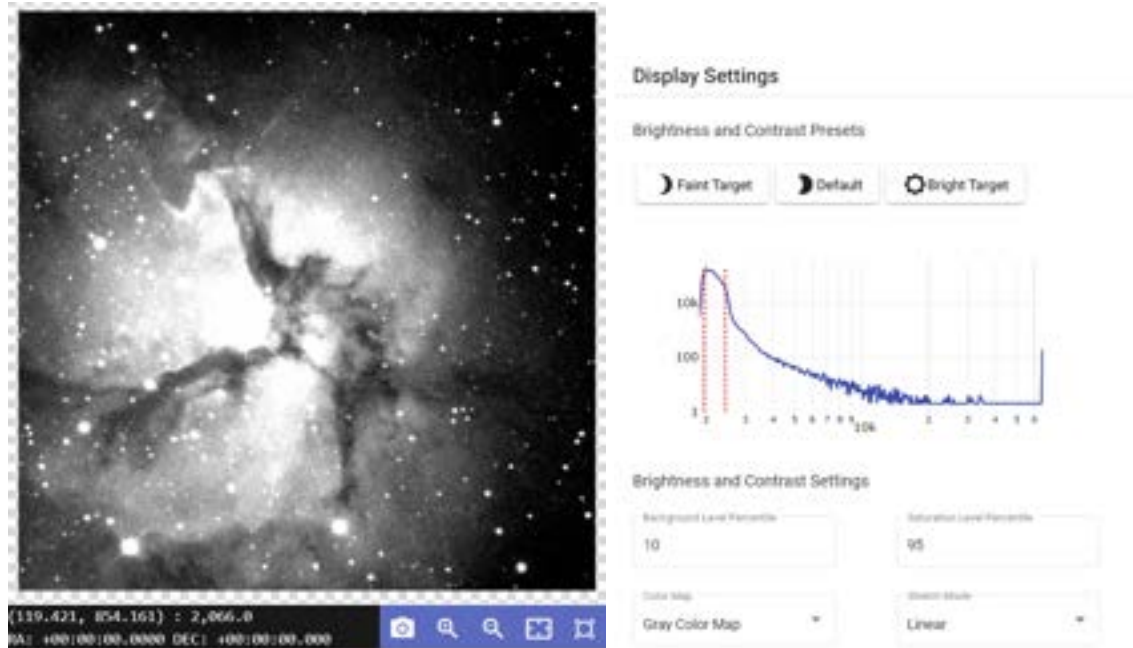 (119.421, 854.161) : 2,066.0
RA: +00:00:00.0000 DEC: +00:00:00.000
Display Settings
Brightness and Contrast Presets
Faint Target
Default
Bright Target
10k
100
1
2 3 4 5 6 7 8 9 10k 2 3 4 5 6
Brightness and Contrast Settings
Background Level Percentile
10
Saturation Level Percentile
95
Color Map
Gray Color Map
Stretch Mode
Linear